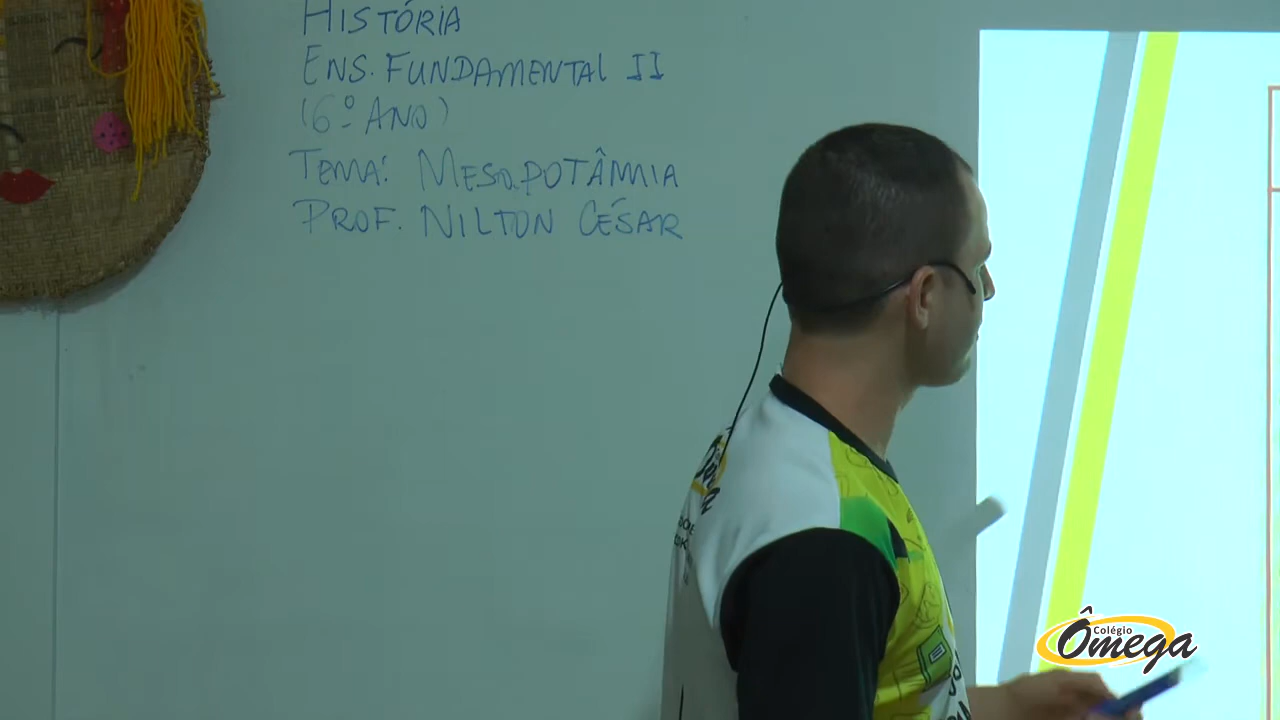 HISTÓRIA
ENS. FUNDAMENTAL II
(6º ANO)
TEMA: MESOPOTÂMIA
PROF. NILTON CÉSAR
Colégio
Ômega